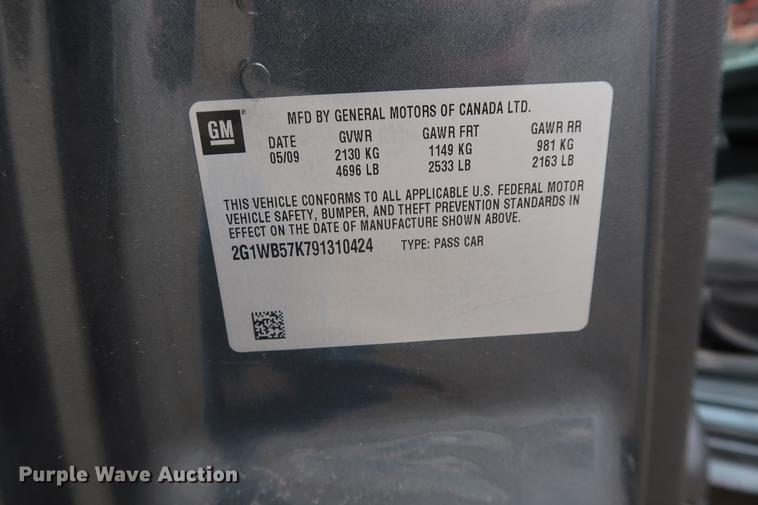 GM
MFD BY GENERAL MOTORS OF CANADA LTD.
DATE GVWR GAWR FRT GAWR RR
05/09 2130 KG 1149 KG 981 KG
4696 LB 2533 LB 2163 LB
THIS VEHICLE CONFORMS TO ALL APPLICABLE U.S. FEDERAL MOTOR
VEHICLE SAFETY, BUMPER, AND THEFT PREVENTION STANDARDS IN
EFFECT ON THE DATE OF MANUFACTURE SHOWN ABOVE.
2G1WB57K791310424 TYPE: PASS CAR
Purple Wave Auction